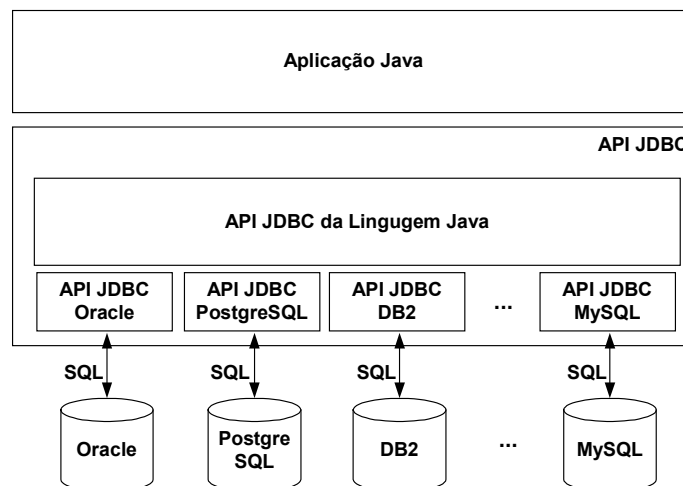 Aplicação Java
API JDBC
API JDBC da Lingugem Java
API JDBC
Oracle
API JDBC
PostgreSQL
API JDBC
DB2
...
API JDBC
MySQL
SQL
SQL
SQL
SQL
Oracle
Postgre
SQL
DB2
...
MySQL